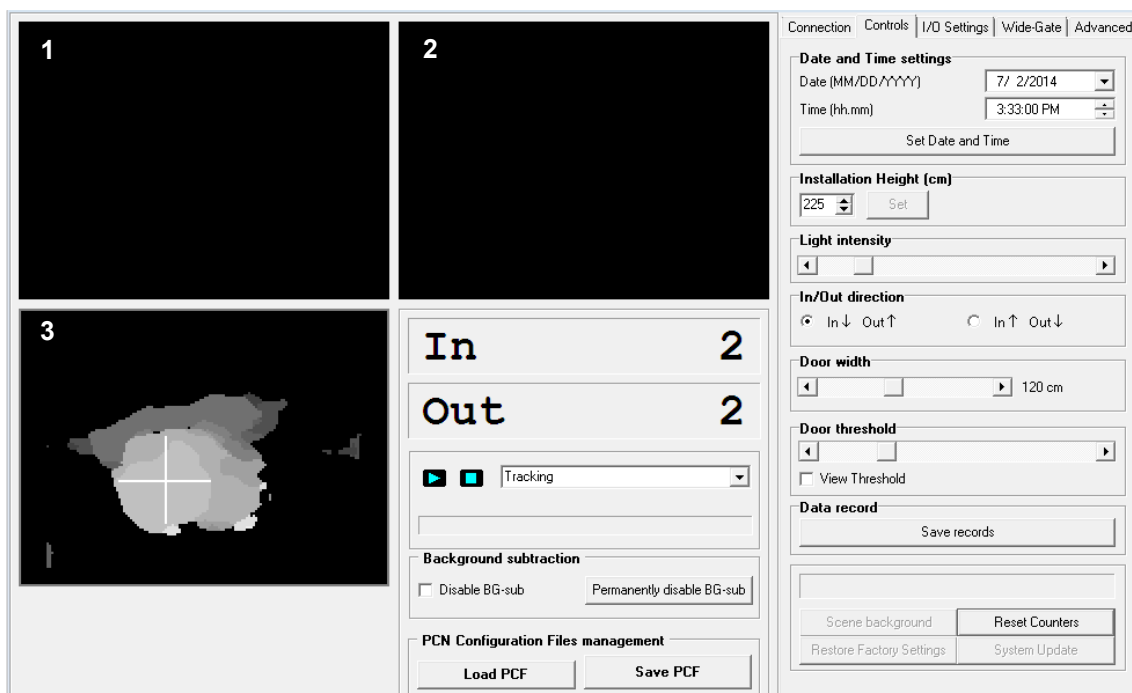 1
2
3
In 2
Out 2
Tracking
Background subtraction
Disable BG-sub
Permanently disable BG-sub
PCN Configuration Files management
Load PCF
Save PCF
Connection Controls I/O Settings Wide-Gate Advanced
Date and Time settings
Date (MM/DD/YYYY) 7/ 2/2014
Time (hh.mm) 3:33:00 PM
Set Date and Time
Installation Height (cm)
225 Set
Light intensity
In/Out direction
In↓ Out↑ In↑ Out↓
Door width
120 cm
Door threshold
View Threshold
Data record
Save records
Scene background Reset Counters
Restore Factory Settings System Update